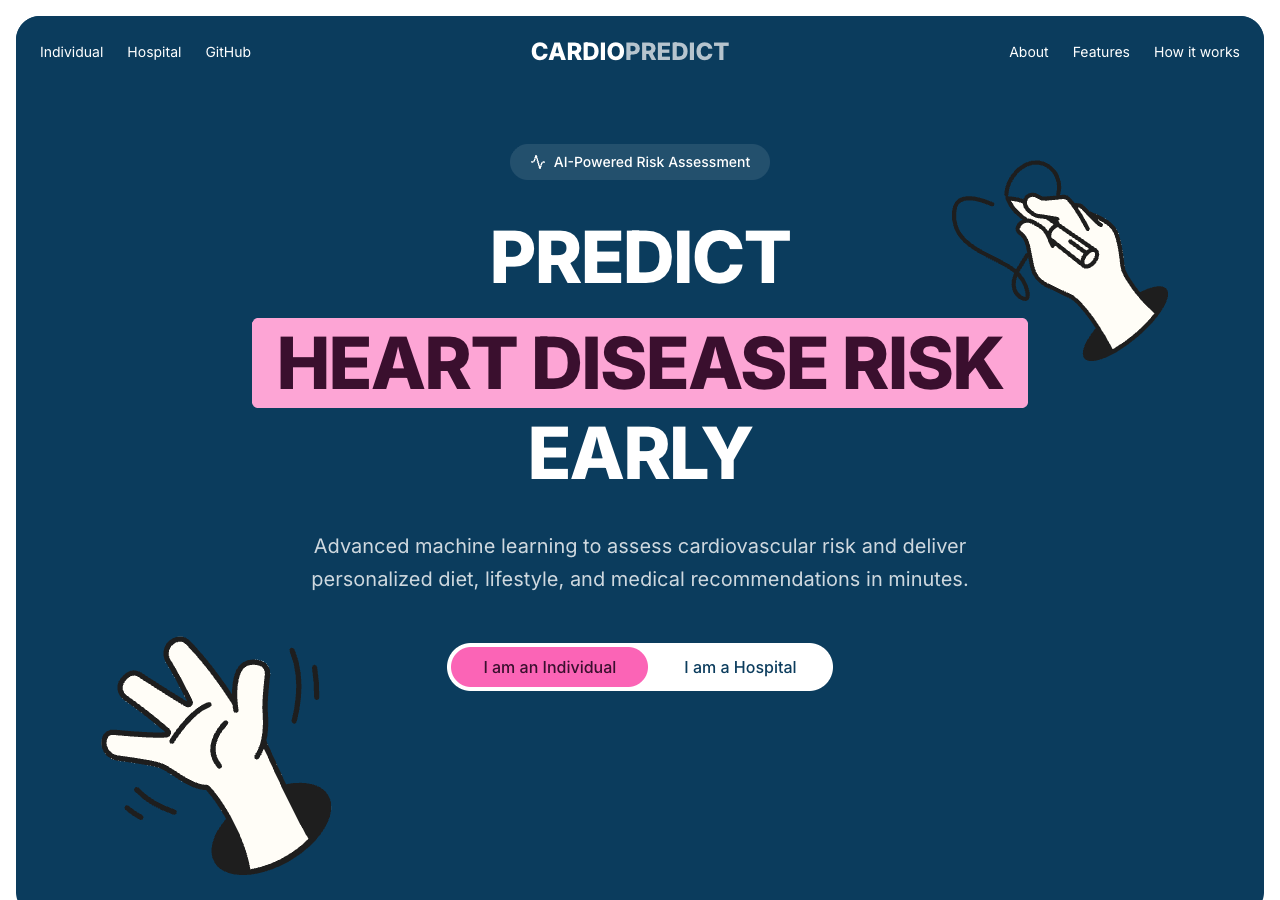 Individual Hospital GitHub CARDIOPREDICT About Features How it works
AI-Powered Risk Assessment
PREDICT
HEART DISEASE RISK
EARLY
Advanced machine learning to assess cardiovascular risk and deliver
personalized diet, lifestyle, and medical recommendations in minutes.
I am an Individual I am a Hospital